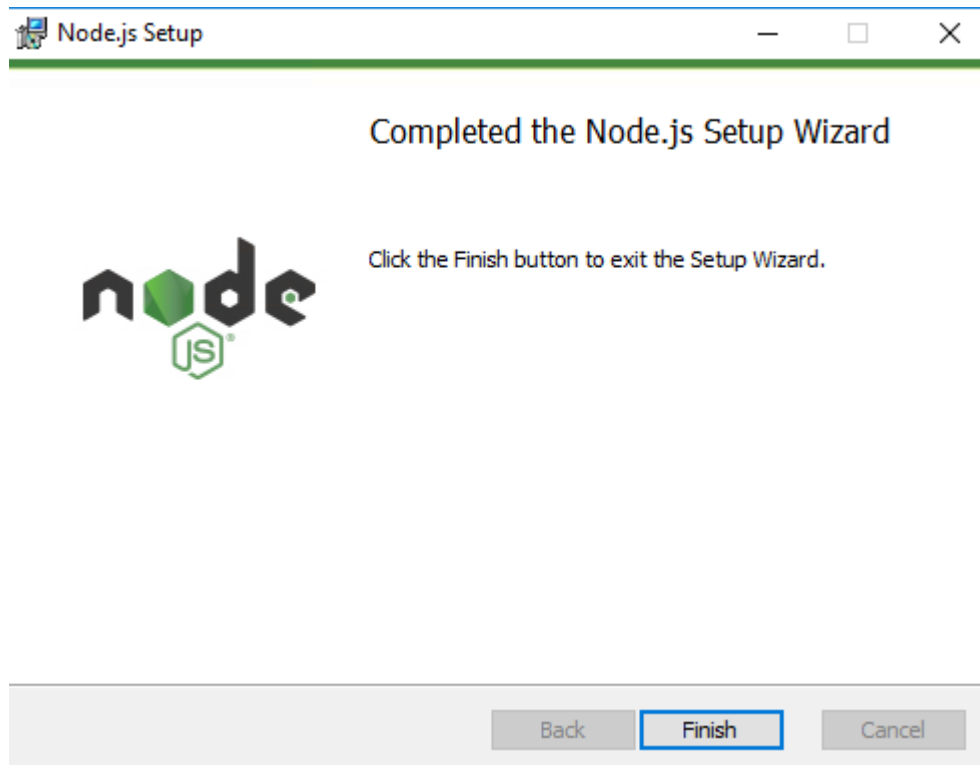 Node.js Setup
Completed the Node.js Setup Wizard
Click the Finish button to exit the Setup Wizard.
node
JS®
Back
Finish
Cancel